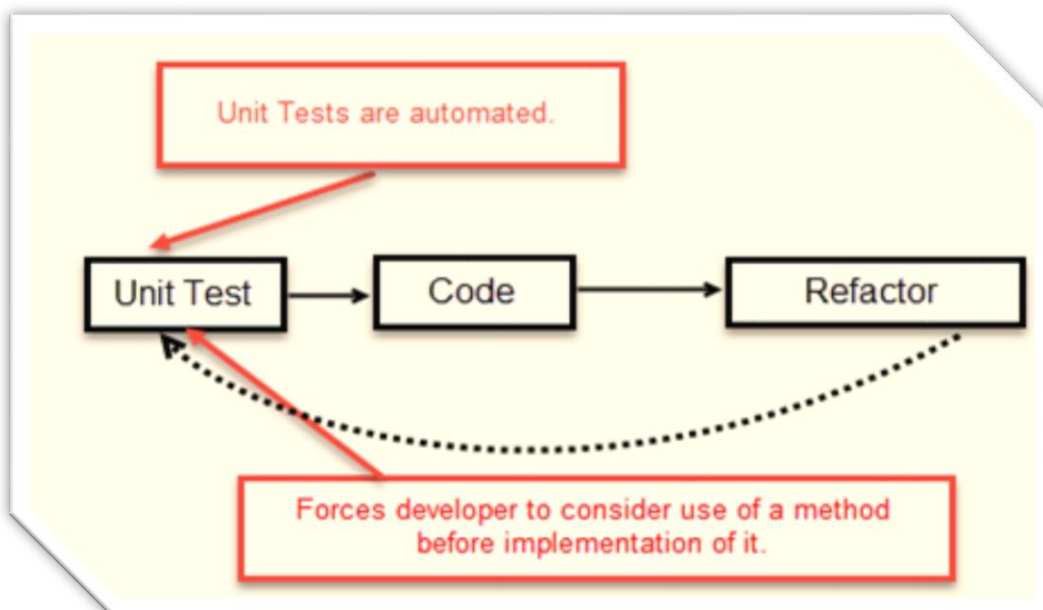 Unit Tests are automated.
Unit Test
Code
Refactor
Forces developer to consider use of a method
before implementation of it.